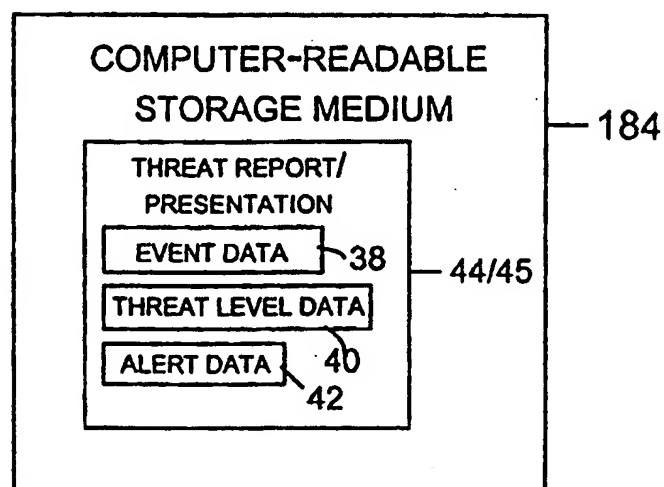 COMPUTER-READABLE
STORAGE MEDIUM
184
THREAT REPORT/
PRESENTATION
EVENT DATA
38
44/45
THREAT LEVEL DATA
40
ALERT DATA
42